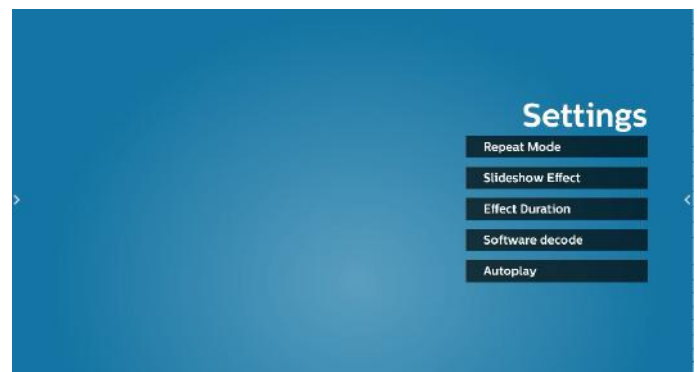 Settings
Repeat Mode
Slideshow Effect
Effect Duration
Software decode
Autoplay